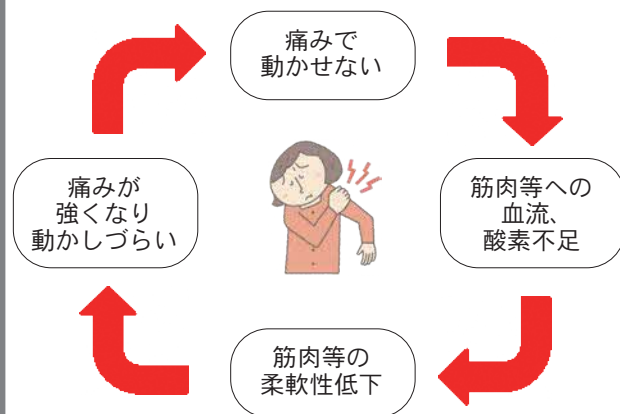 痛みで
動かせない
筋肉等への
血流、
酸素不足
筋肉等の
柔軟性低下
痛みが
強くなり
動かしづらい